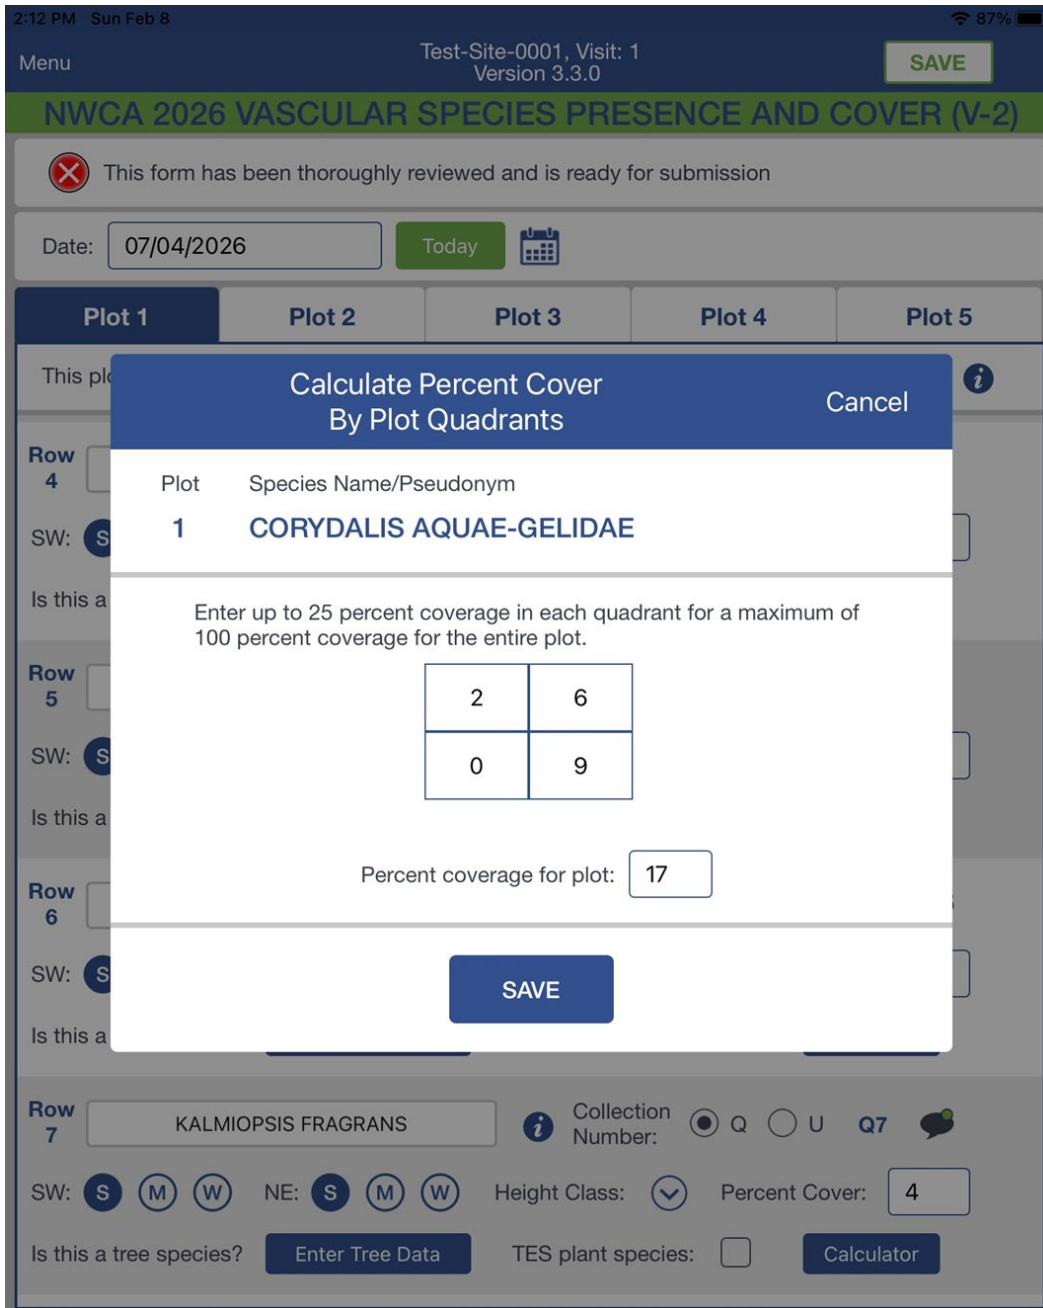 2:12 PM Sun Feb 8
87%
Menu
Test-Site-0001, Visit: 1
Version 3.3.0
SAVE
NWCA 2026 VASCULAR SPECIES PRESENCE AND COVER (V-2)
This form has been thoroughly reviewed and is ready for submission
Date: 07/04/2026 Today
Plot 1 Plot 2 Plot 3 Plot 4 Plot 5
This
Calculate Percent Cover
By Plot Quadrants
Cancel
Row
4
Plot Species Name/Pseudonym
1 CORYDALIS AQUAE-GELIDAE
SW: S
Is this a
Enter up to 25 percent coverage in each quadrant for a maximum of
100 percent coverage for the entire plot.
Row
5
2 6
SW: S
0 9
Is this a
Percent coverage for plot: 17
Row
6
SW: S
SAVE
Is this a
Row
7
KALMIOPSIS FRAGRANS
Collection
Number:
Q U Q7
SW: S M W NE: S M W Height Class: Percent Cover: 4
Is this a tree species? Enter Tree Data TES plant species: Calculator